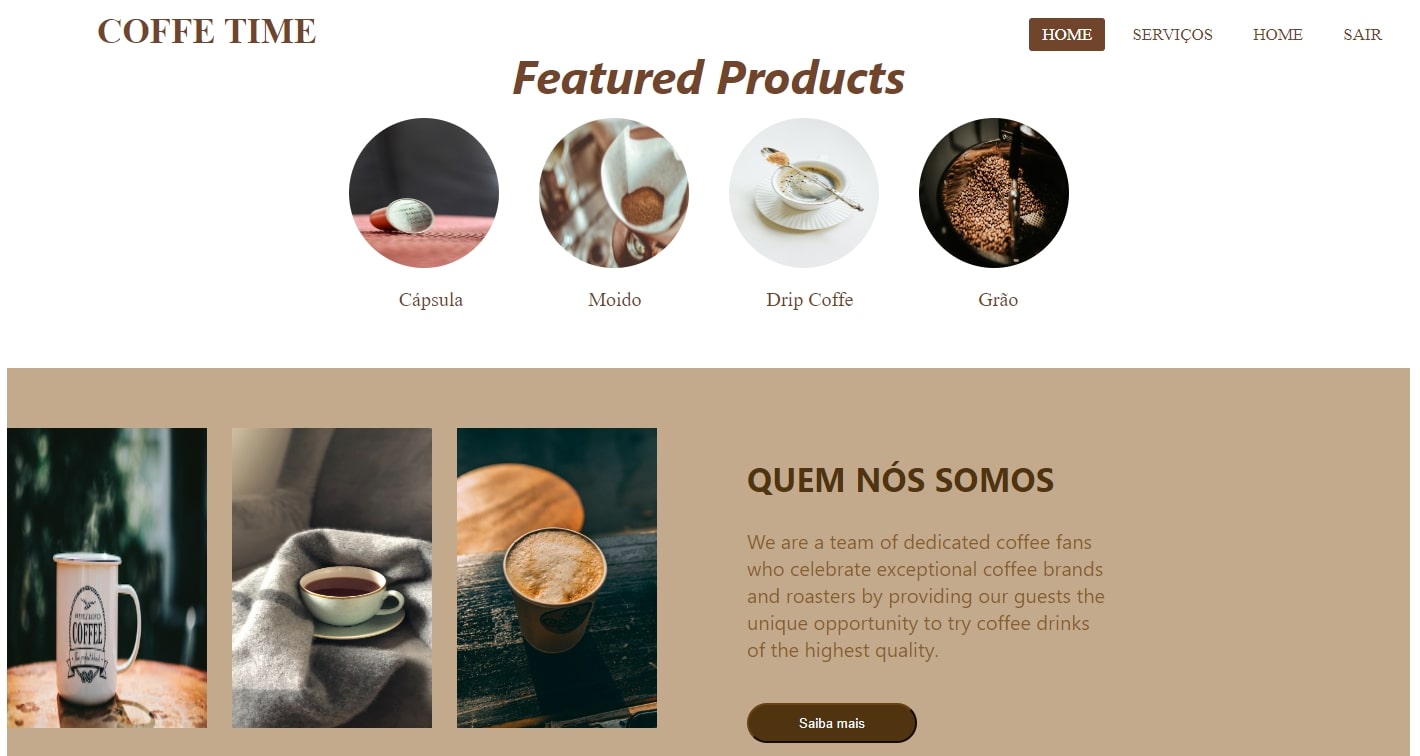 COFFE TIME
HOME SERVIÇOS HOME SAIR
Featured Products
Cápsula Moido Drip Coffe Grão
COFFEE
QUEM NÓS SOMOS
We are a team of dedicated coffee fans
who celebrate exceptional coffee brands
and roasters by providing our guests the
unique opportunity to try coffee drinks
of the highest quality.
Saiba mais